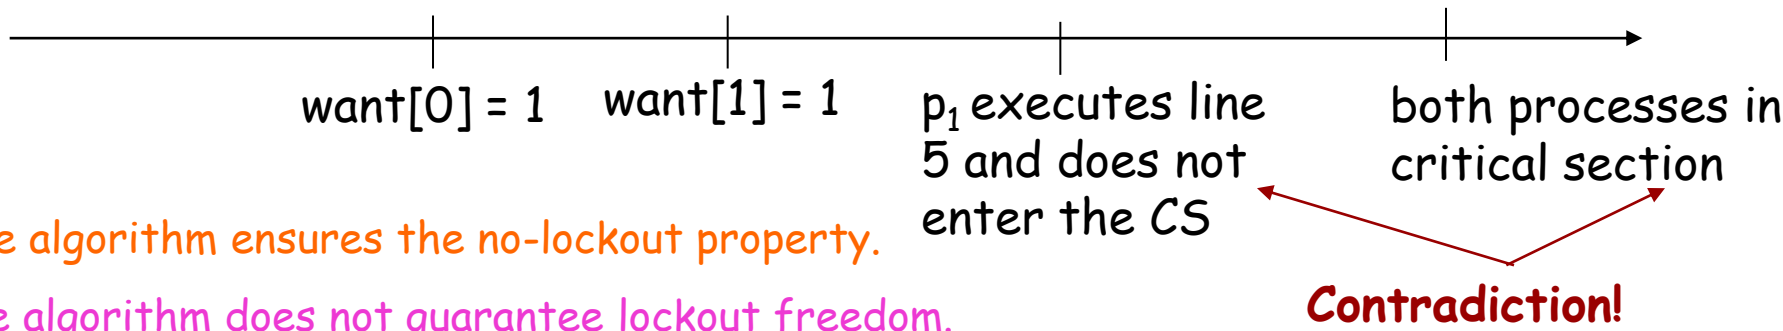 want[0] = 1
want[1] = 1
p1 executes line
5 and does not
enter the CS
both processes in
critical section
e algorithm ensures the no-lockout property.
e algorithm does not guarantee lockout freedom.
Contradiction!